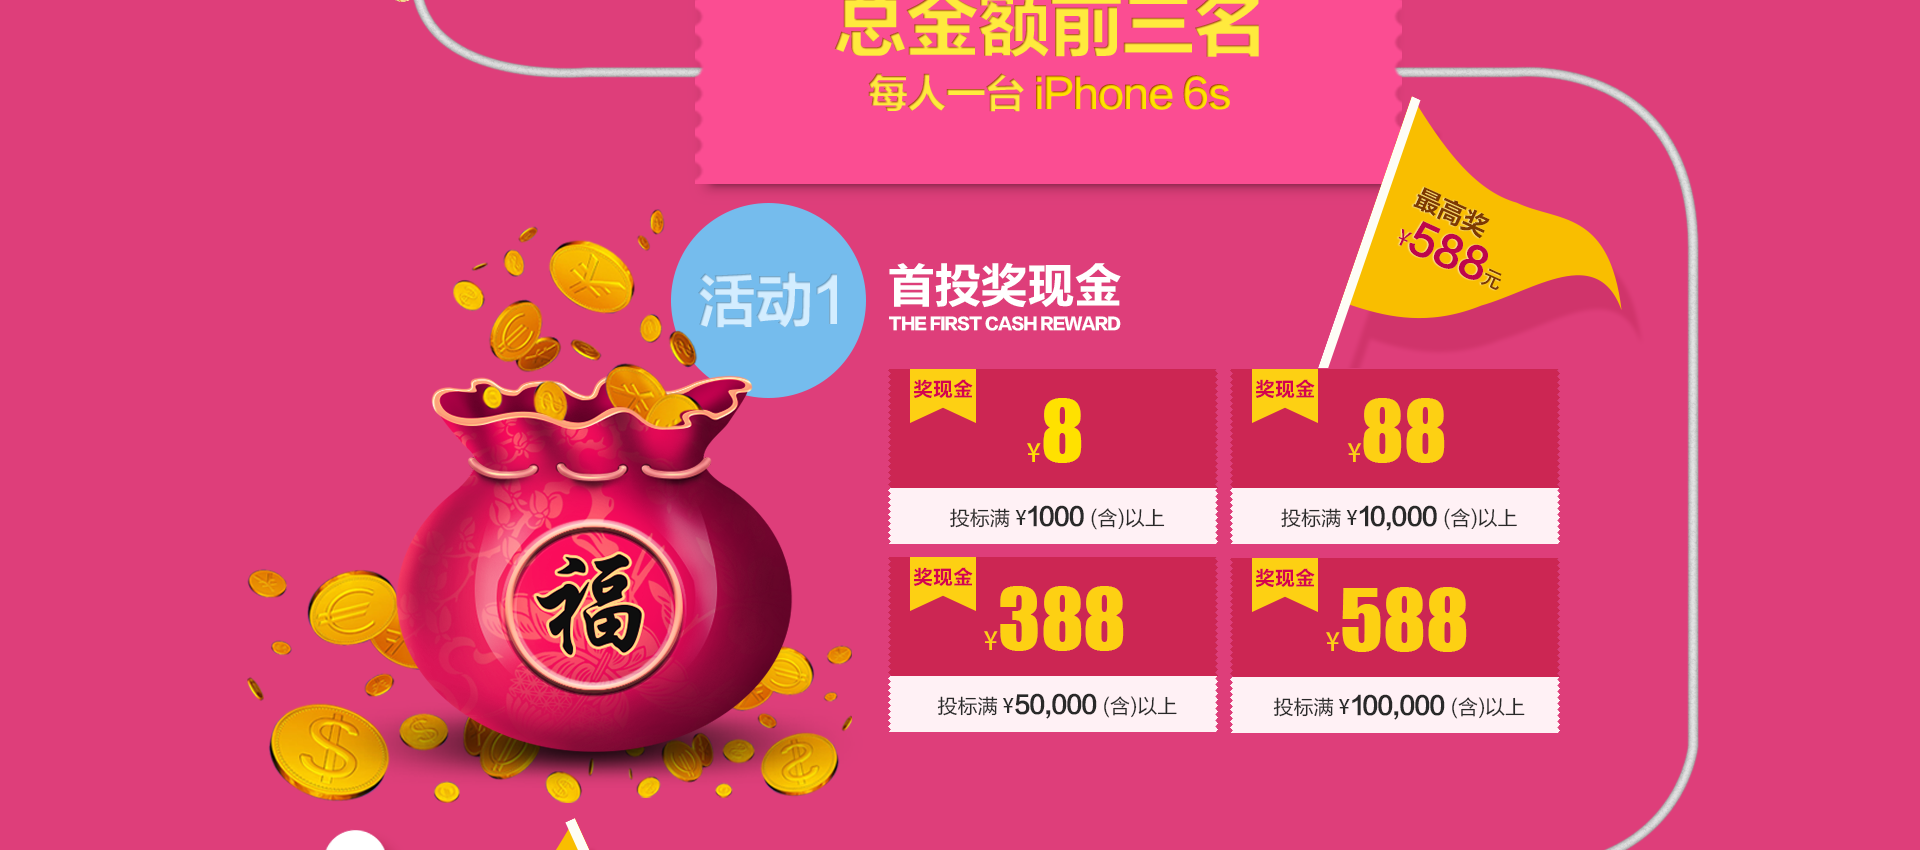 总金额前三名
每人一台 iPhone 6s
最高奖
¥588元
活动1
首投奖现金
THE FIRST CASH REWARD
奖现金
¥8
投标满 ¥1000 (含)以上
奖现金
¥88
投标满 ¥10,000 (含)以上
奖现金
¥388
投标满 ¥50,000 (含)以上
奖现金
¥588
投标满 ¥100,000 (含)以上
福